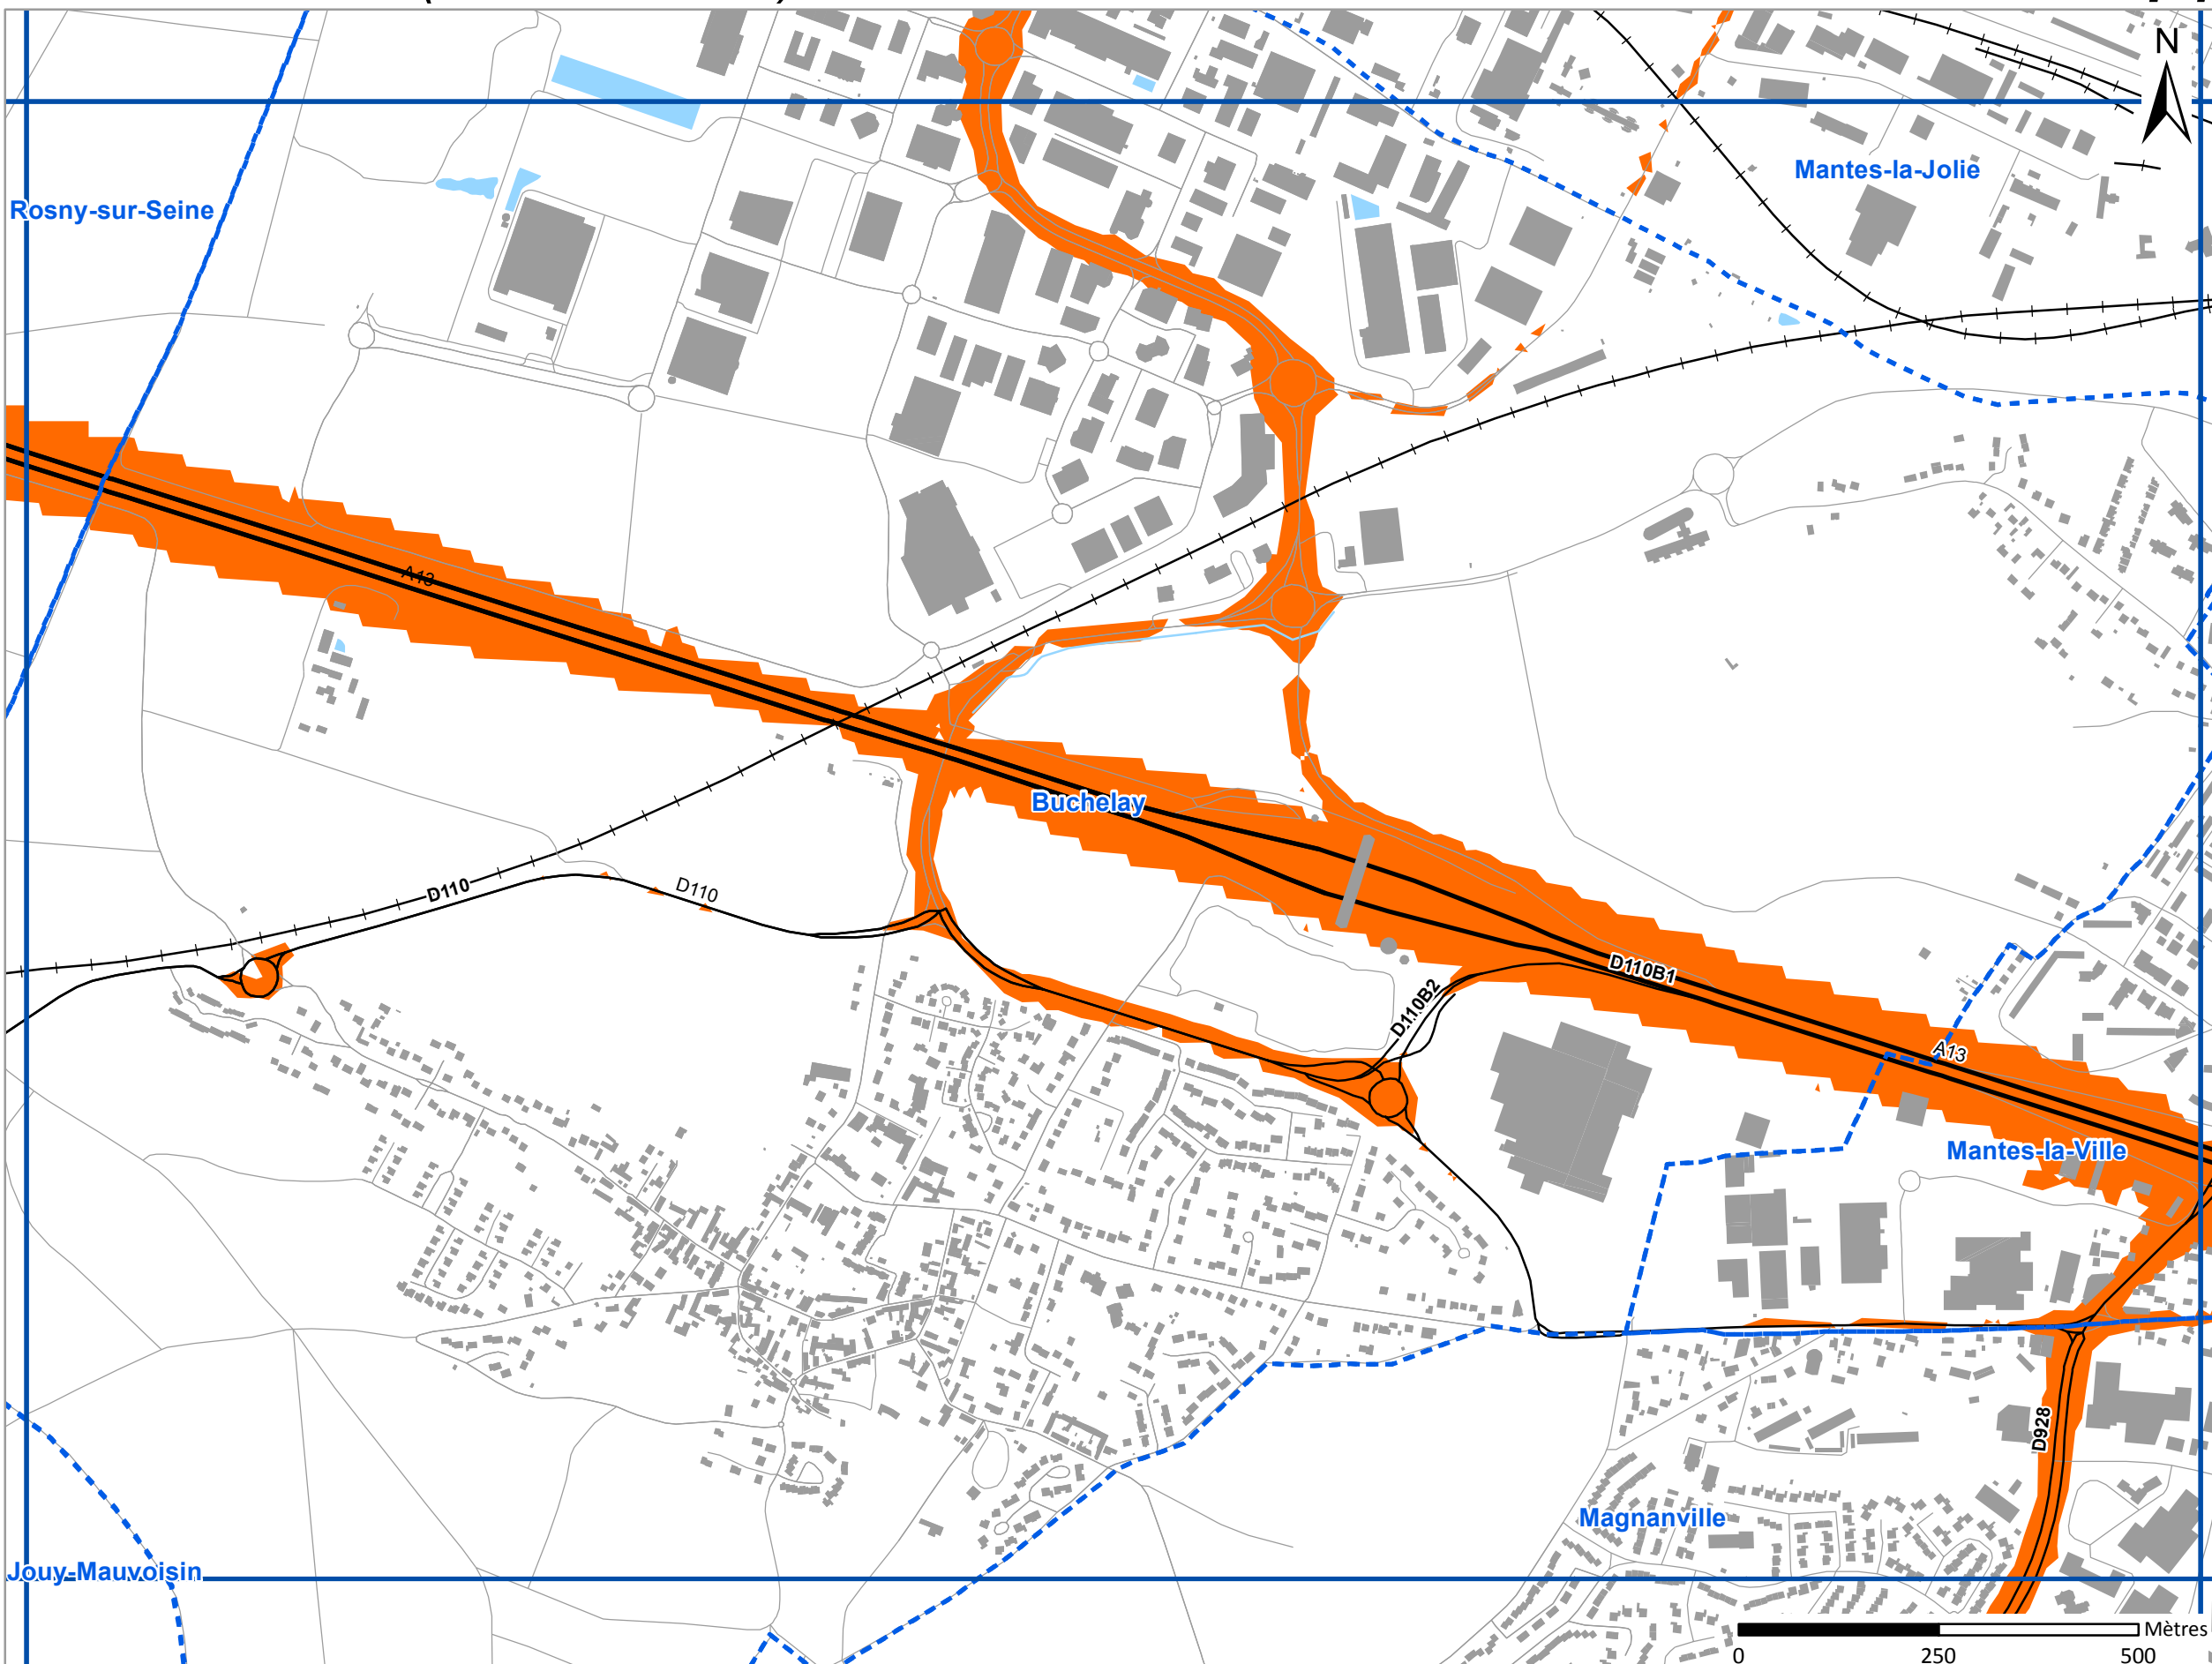 N
Mantes-la-Jolie
Rosny-sur-Seine
A13
Buchelay
D110
D110
D110B1
D110B2
A13
Mantes-la-Ville
D928
Magnanville
Jouy-Mauvoisin
Mètres
0 250 500